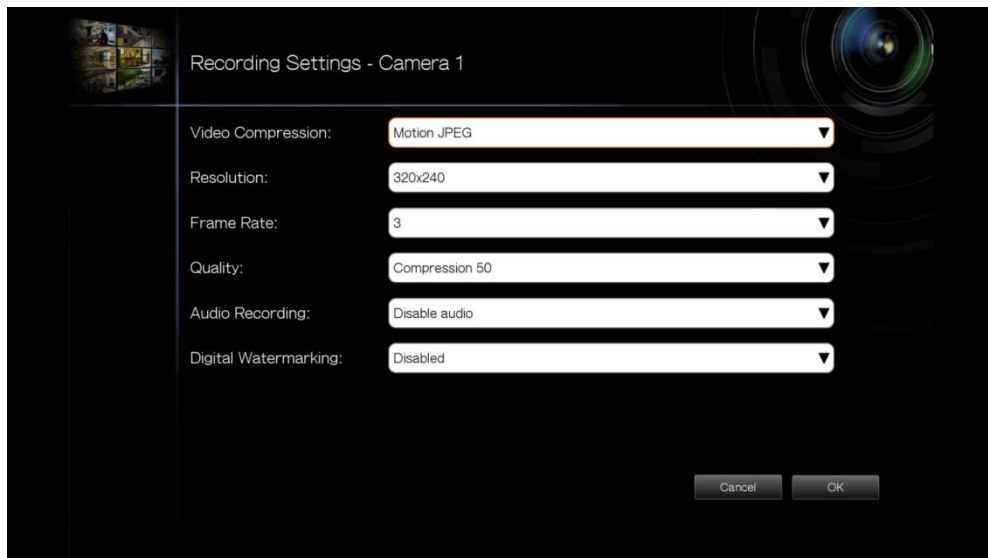 Recording Settings - Camera 1
Video Compression: Motion JPEG
Resolution: 320x240
Frame Rate: 3
Quality: Compression 50
Audio Recording: Disable audio
Digital Watermarking: Disabled
Cancel OK